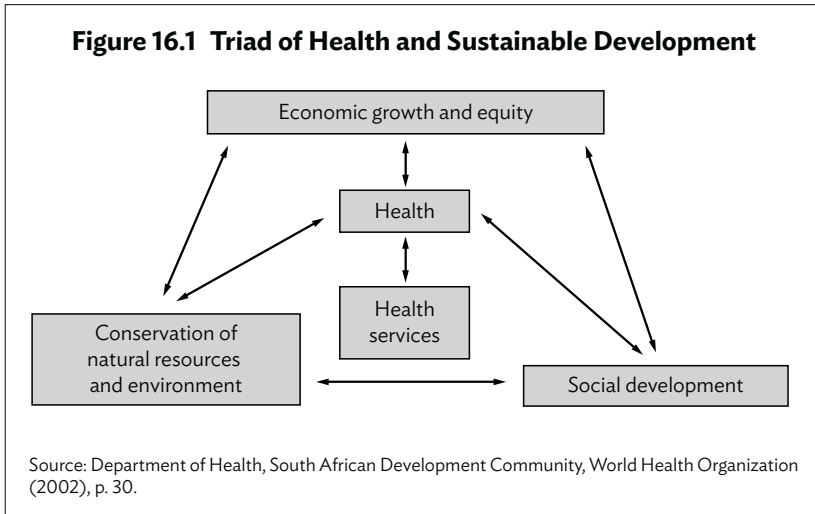 Figure 16.1 Triad of Health and Sustainable Development
Economic growth and equity
Health
Health
services
Conservation of
natural resources
and environment
Social development
Source: Department of Health, South African Development Community, World Health Organization
(2002), p. 30.